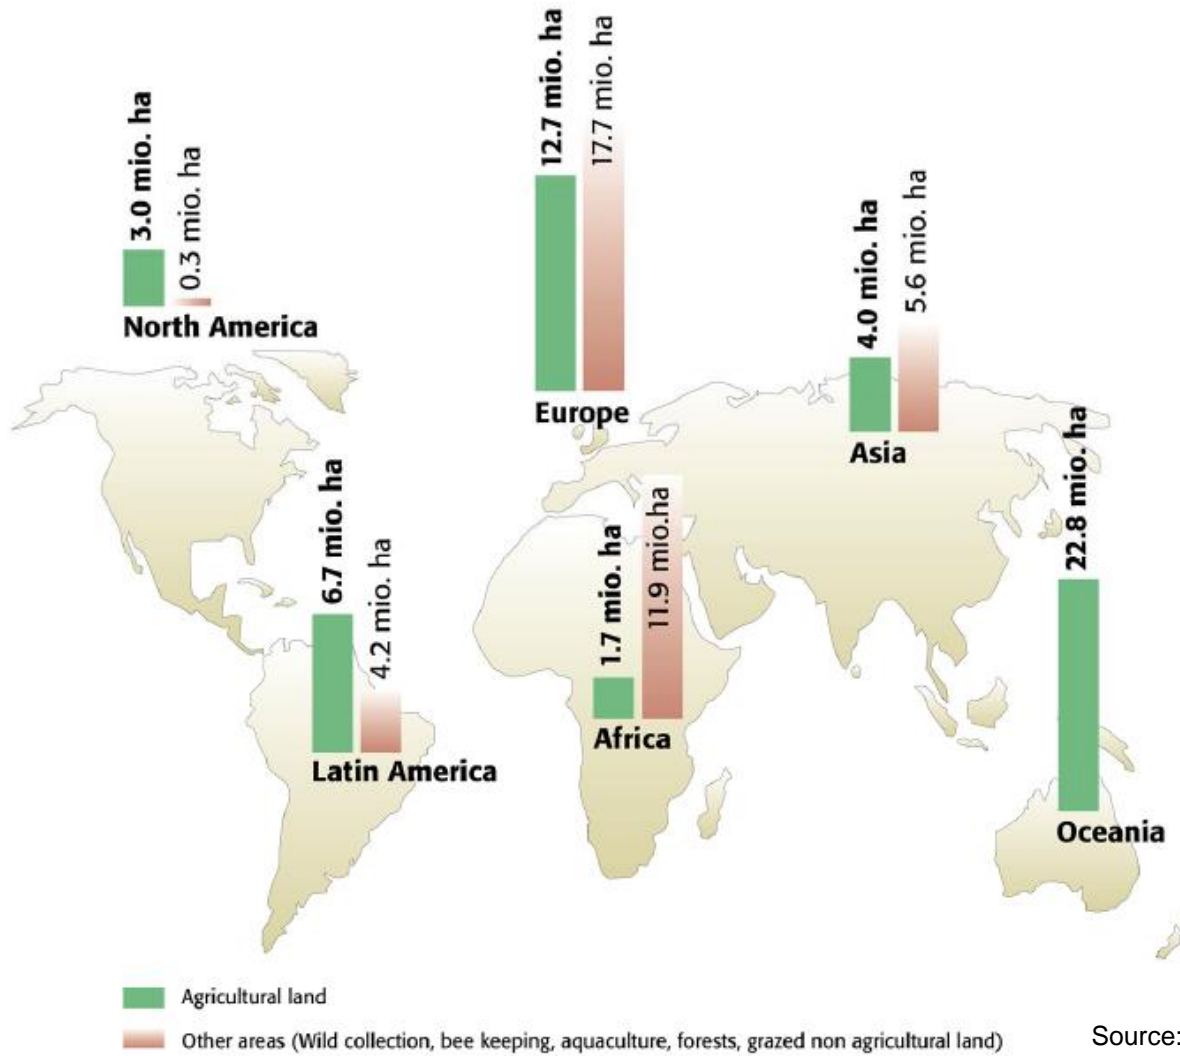 3.0 mio. ha
0.3 mio. ha
North America
12.7 mio. ha
17.7 mio. ha
Europe
4.0 mio. ha
5.6 mio. ha
Asia
6.7 mio. ha
4.2 mio. ha
Latin America
1.7 mio. ha
11.9 mio.ha
Africa
22.8 mio. ha
Oceania
Agricultural land
Other areas (Wild collection, bee keeping, aquaculture, forests, grazed non agricultural land)
Source: